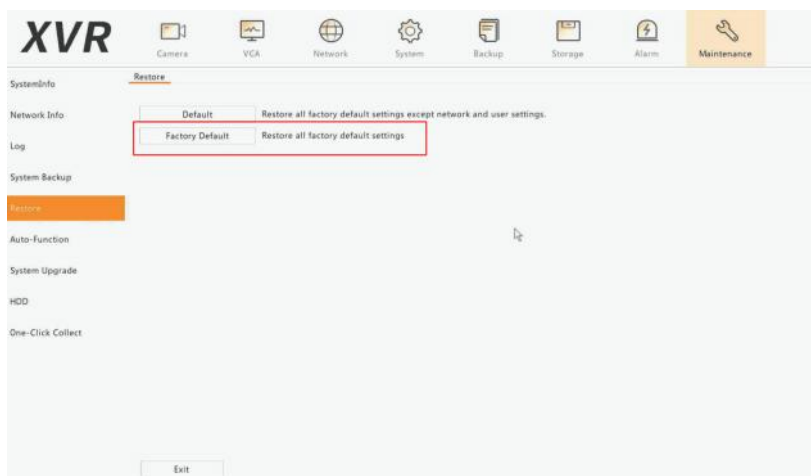 XVR
Camera
VCA
Network
System
Backup
Storage
Alarm
Maintenance
SystemInfo
Network Info
Log
System Backup
Restore
Auto-Function
System Upgrade
HDD
One-Click Collect
Restore
Default Restore all factory default settings except network and user settings.
Factory Default Restore all factory default settings
Exit